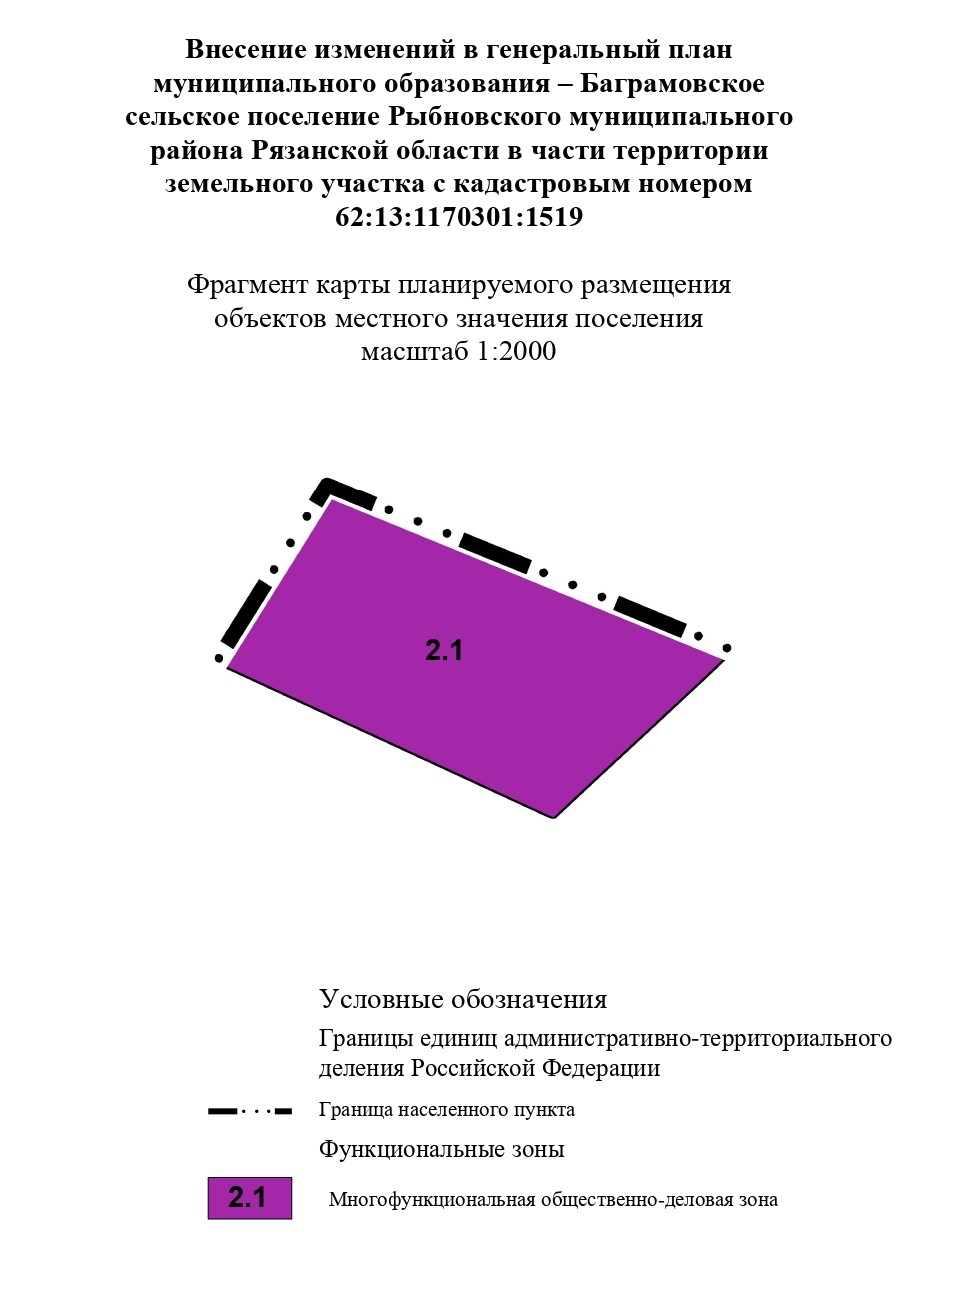 Внесение изменений в генеральный план
муниципального образования – Баграмовское
сельское поселение Рыбновского муниципального
района Рязанской области в части территории
земельного участка с кадастровым номером
62:13:1170301:1519
Фрагмент карты планируемого размещения
объектов местного значения поселения
масштаб 1:2000
2.1
Условные обозначения
Границы единиц административно-территориального
деления Российской Федерации
Граница населенного пункта
Функциональные зоны
2.1 Многофункциональная общественно-деловая зона